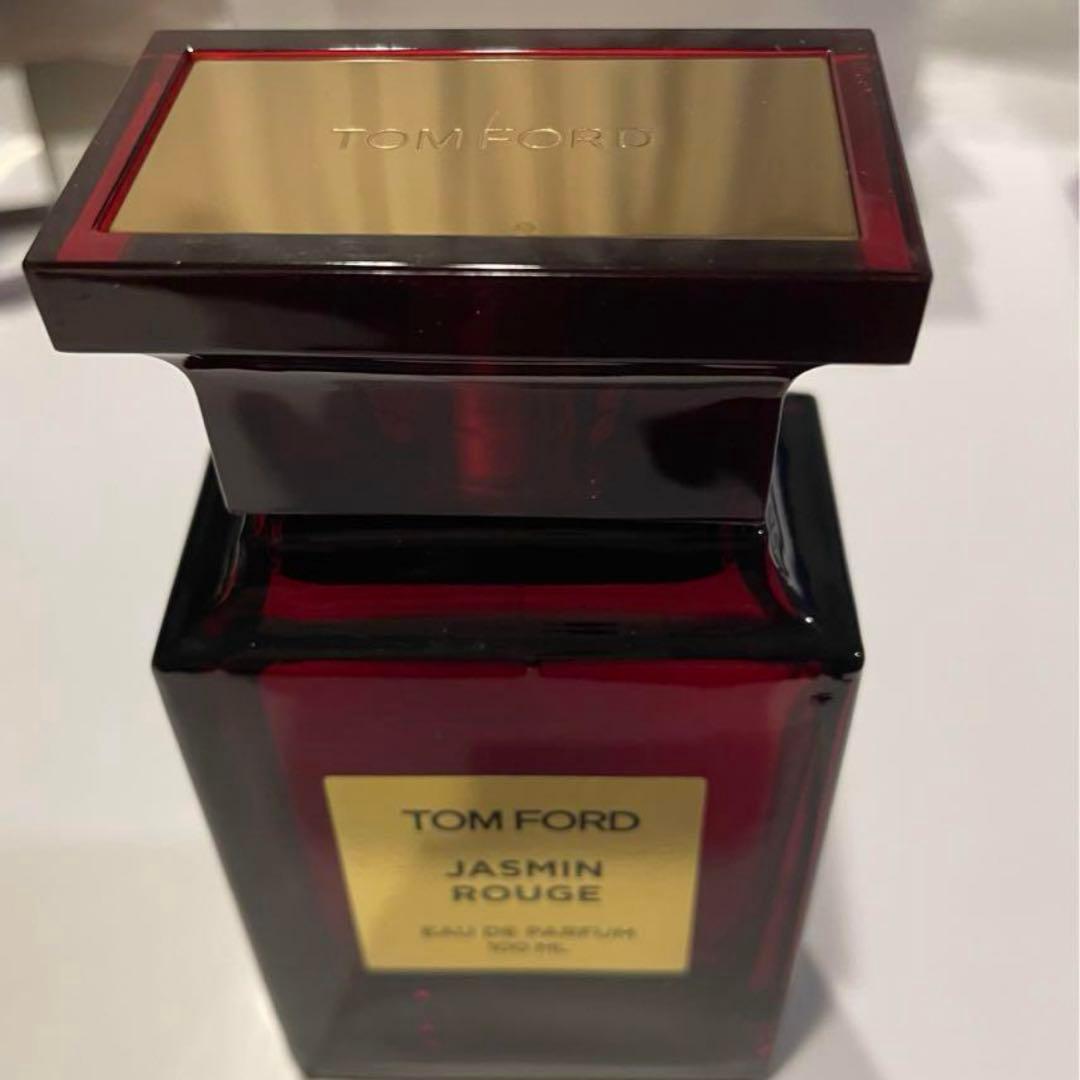 TOM FORD
TOM FORD
JASMIN
ROUGE
EAU DE PARFUM
100 ML